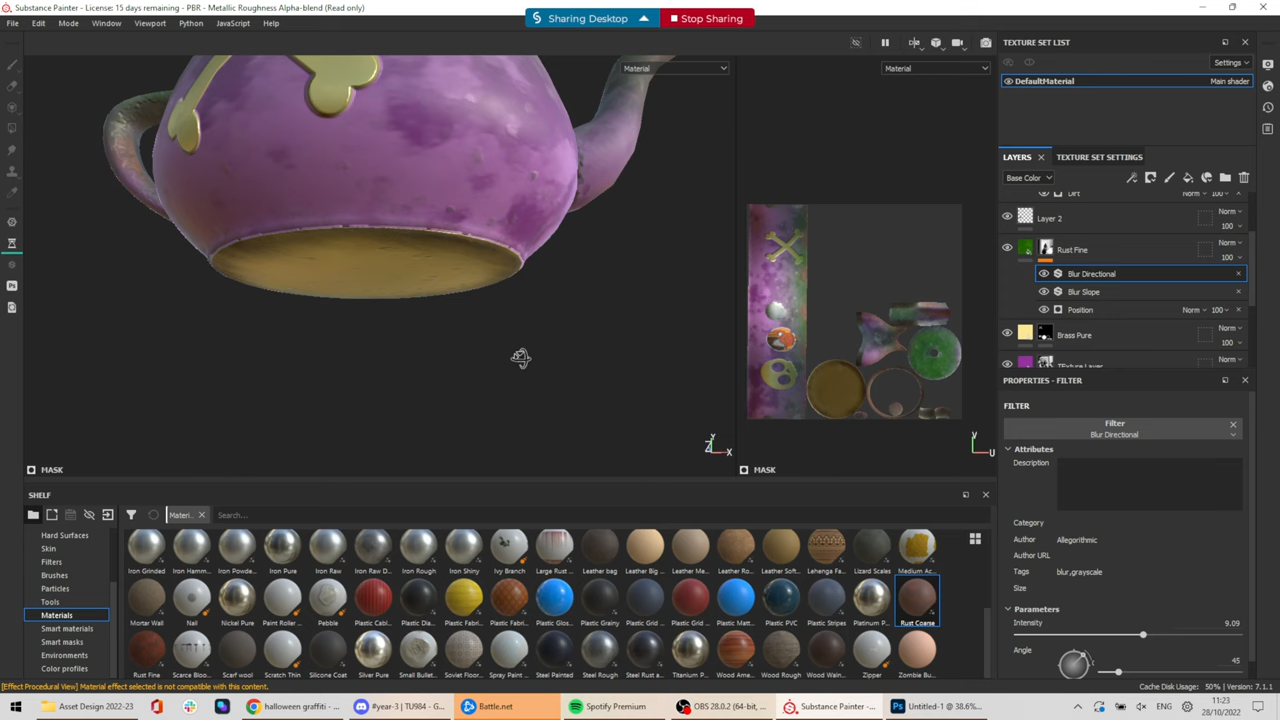 Substance Painter - License: 15 days remaining - PBR - Metallic Roughness Alpha-blend (Read only)
Sharing Desktop
Stop Sharing
File Edit Mode Window Viewport Python JavaScript Help
Material
Material
MASK
MASK
Y
Z
X
V
U
TEXTURE SET LIST
Settings
DefaultMaterial
Main shader
LAYERS
TEXTURE SET SETTINGS
Base Color
Dirt
Norm
100
Layer 2
Norm
100
Rust Fine
Norm
100
Blur Directional
Blur Slope
Position
Norm
100
Brass Pure
Norm
100
TExture Layer
Norm
PROPERTIES - FILTER
FILTER
Filter
Blur Directional
Attributes
Description
Category
Author Allegorithmic
Author URL
Tags blur,grayscale
Size
Parameters
Intensity 9.09
Angle
45
SHELF
Materi...
Search...
Hard Surfaces
Skin
Filters
Brushes
Particles
Tools
Materials
Smart materials
Smart masks
Environments
Color profiles
Iron Grinded Iron Hamm... Iron Powde... Iron Pure Iron Raw Iron Raw D... Iron Rough Iron Shiny Ivy Branch Large Rust ... Leather bag Leather Big ... Leather Me... Leather Ro... Leather Soft... Lehenga Fa... Lizard Scales Medium Ac...
Mortar Wall Nail Nickel Pure Paint Roller ... Pebble Plastic Cabl... Plastic Dia... Plastic Fabri... Plastic Fabri... Plastic Glos... Plastic Grainy Plastic Grid ... Plastic Grid ... Plastic Matt... Plastic PVC Plastic Stripes Platinum P... Rust Coarse
Rust Fine Scarce Bloo... Scarf wool Scratch Thin Silicone Coat Silver Pure Small Bullet... Soviet Floor... Spray Paint ... Steel Painted Steel Rough Steel Rust a... Titanium P... Wood Ame... Wood Rough Wood Waln... Zipper Zombie Bu...
[Effect Procedural View] Material effect selected is not compatible with this content.
Cache Disk Usage: 50% | Version: 7.1.1
Asset Design 2022-23
halloween graffiti - ...
#year-3 | TU984 - G...
Battle.net
Spotify Premium
OBS 28.0.2 (64-bit, ...
Substance Painter -...
Untitled-1 @ 38.6%...
ENG
11:23
28/10/2022